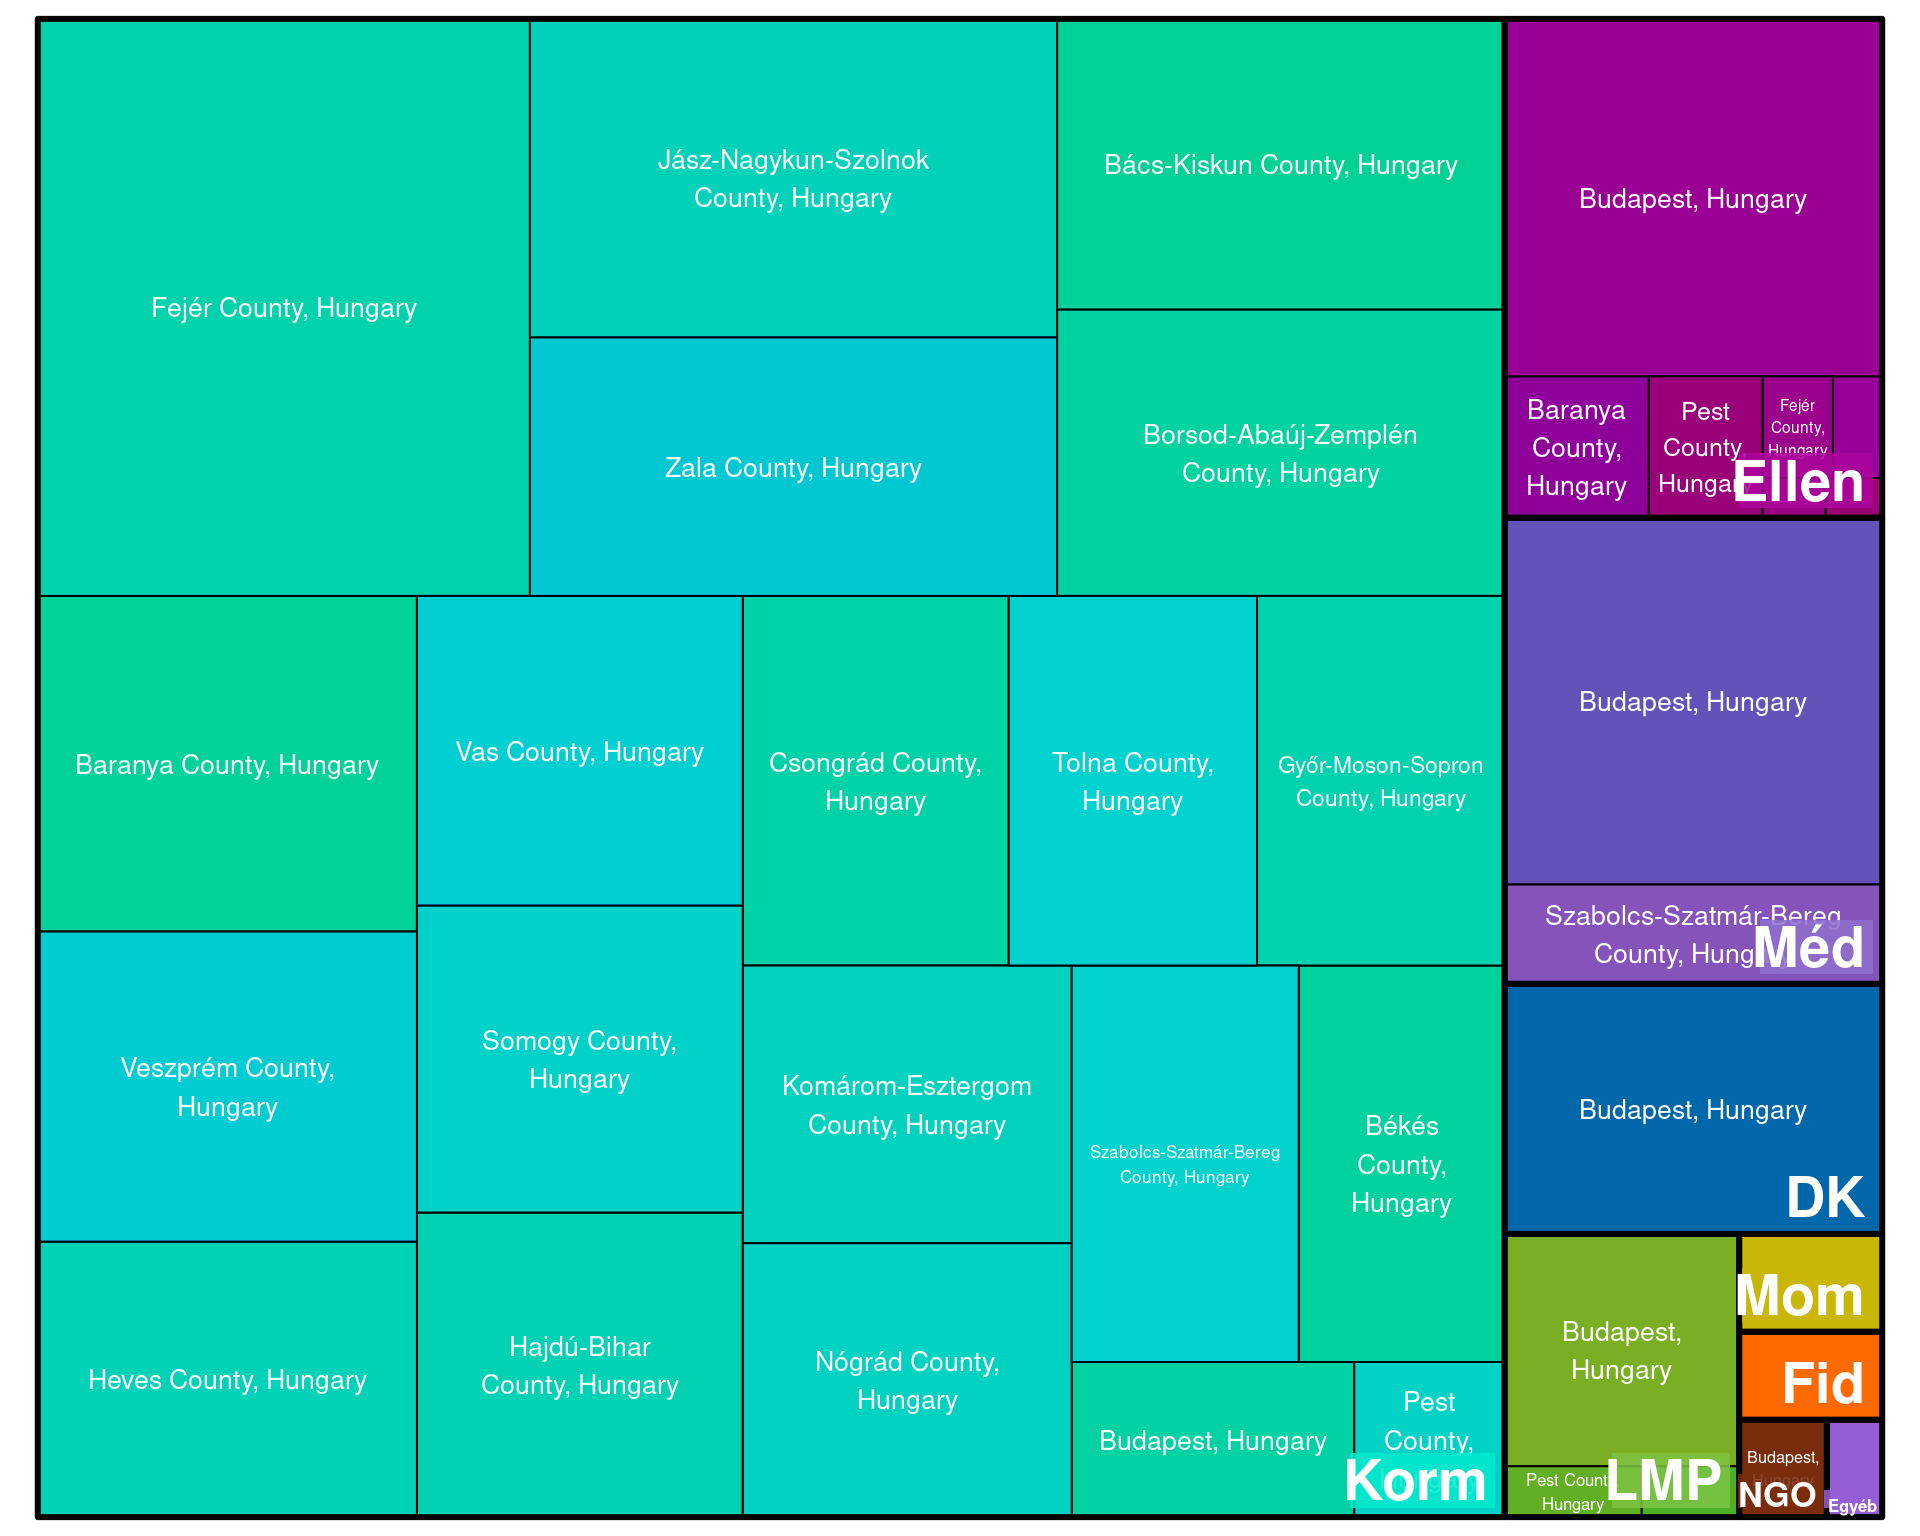 Fejér County, Hungary
Jász-Nagykun-Szolnok
County, Hungary
Zala County, Hungary
Bács-Kiskun County, Hungary
Borsod-Abaúj-Zemplén
County, Hungary
Baranya County, Hungary
Veszprém County,
Hungary
Heves County, Hungary
Vas County, Hungary
Somogy County,
Hungary
Hajdú-Bihar
County, Hungary
Csongrád County,
Hungary
Tolna County,
Hungary
Győr-Moson-Sopron
County, Hungary
Komárom-Esztergom
County, Hungary
Nógrád County,
Hungary
Szabolcs-Szatmár-Bereg
County, Hungary
Békés
County,
Hungary
Budapest, Hungary
Pest
County,
Korm
Budapest, Hungary
Baranya
County,
Hungary
Pest
County,
Hungary
Fejér
County,
Hungary
Ellen
Budapest, Hungary
Szabolcs-Szatmár-Bereg
County, Hung
Méd
Budapest, Hungary
DK
Budapest,
Hungary
Pest County,
Hungary
LMP
Mom
Fid
Budapest,
Hungary
NGO
Egyéb